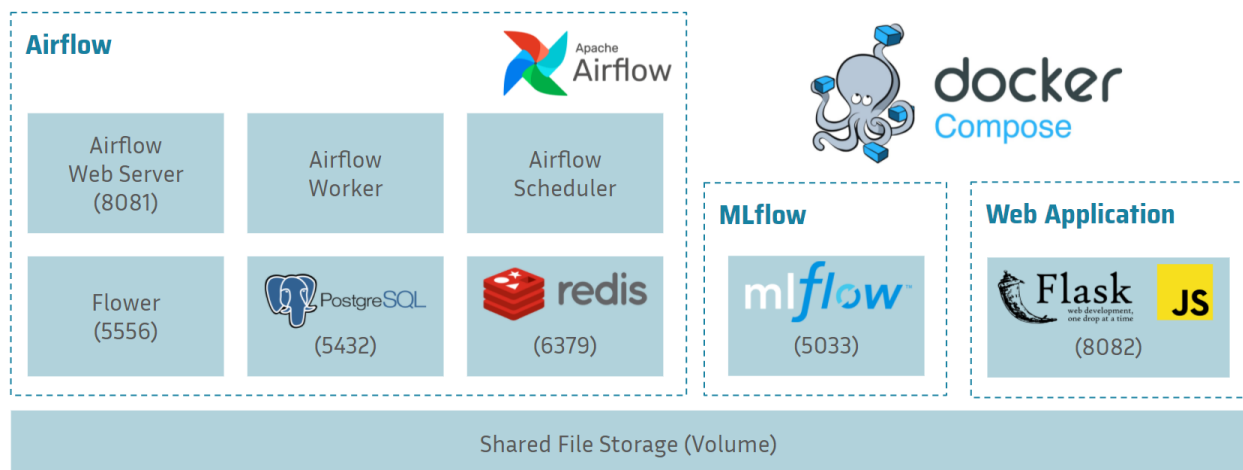 Airflow
Apache
Airflow
docker
Compose
Airflow
Web Server
(8081)
Airflow
Worker
Airflow
Scheduler
MLflow
Web Application
Flower
(5556)
PostgreSQL
(5432)
redis
(6379)
mlflow™
(5033)
Flask
web development,
one drop at a time
JS
(8082)
Shared File Storage (Volume)